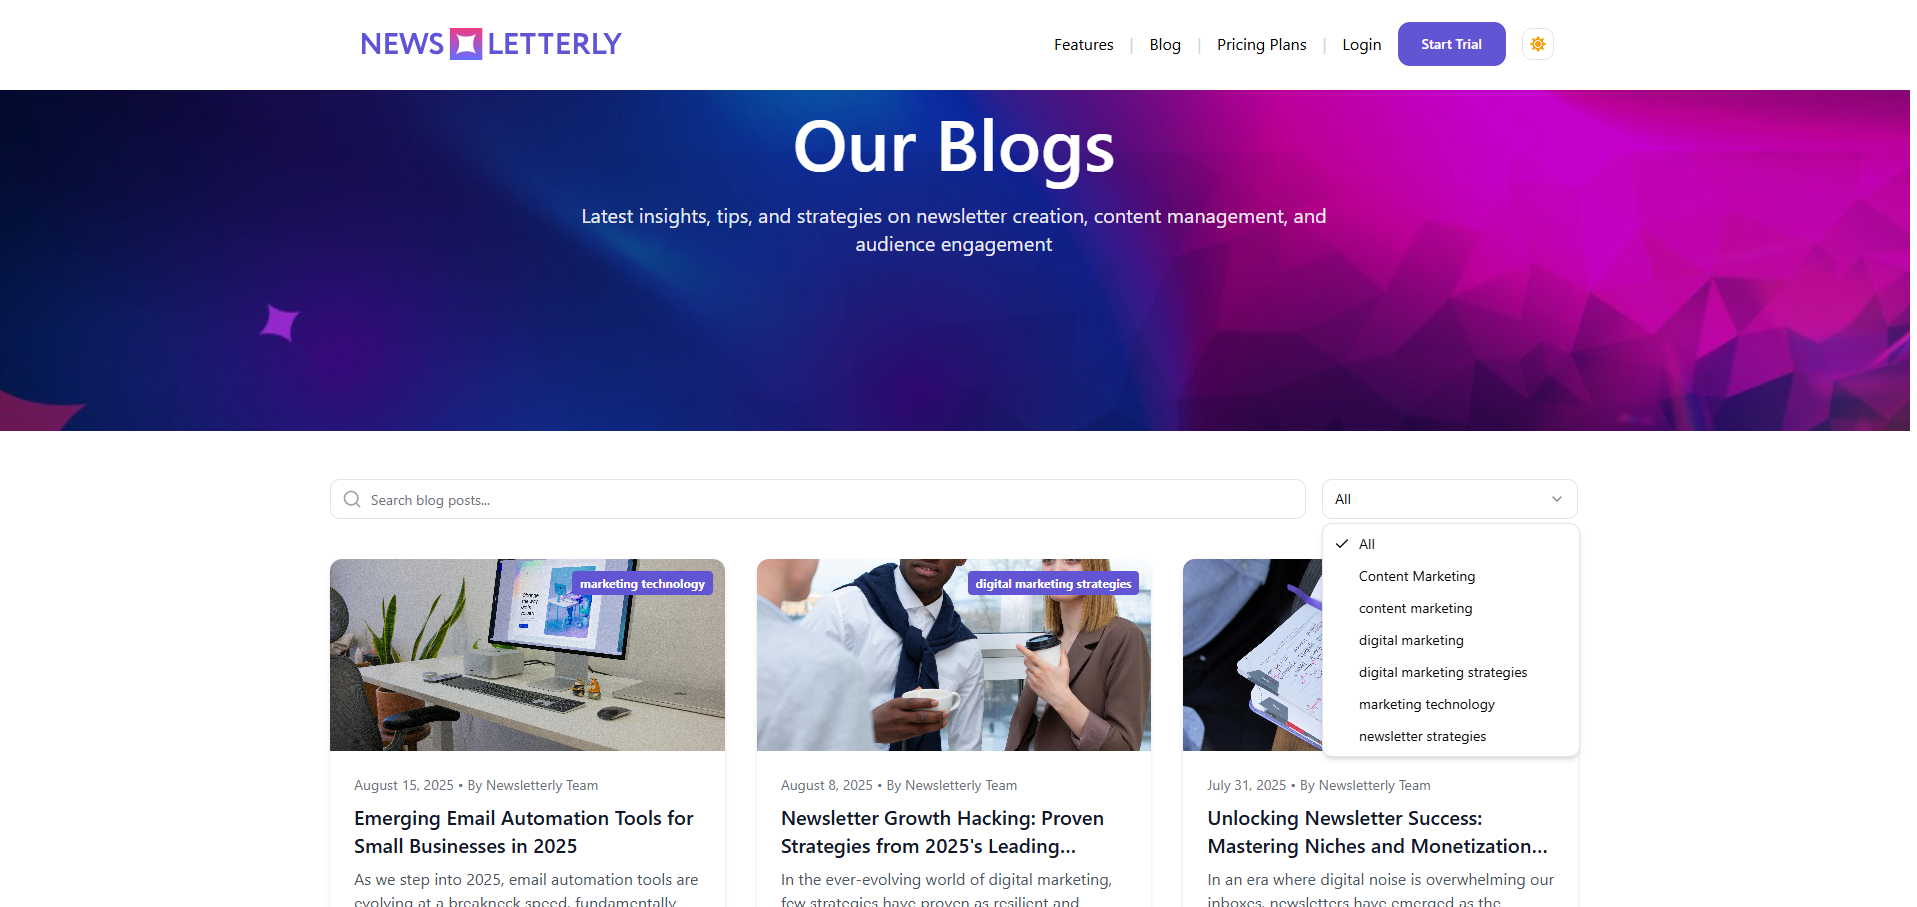 NEWS LETTERLY
Features | Blog | Pricing Plans | Login
Start Trial
Our Blogs
Latest insights, tips, and strategies on newsletter creation, content management, and
audience engagement
Search blog posts...
All
All
Content Marketing
content marketing
digital marketing
digital marketing strategies
marketing technology
newsletter strategies
marketing technology
digital marketing strategies
August 15, 2025 • By Newsletterly Team
Emerging Email Automation Tools for
Small Businesses in 2025
As we step into 2025, email automation tools are
evolving at a breakneck speed, fundamentally
August 8, 2025 • By Newsletterly Team
Newsletter Growth Hacking: Proven
Strategies from 2025's Leading...
In the ever-evolving world of digital marketing,
few strategies have proven as resilient and
July 31, 2025 • By Newsletterly Team
Unlocking Newsletter Success:
Mastering Niches and Monetization...
In an era where digital noise is overwhelming our
inboxes, newsletters have emerged as the